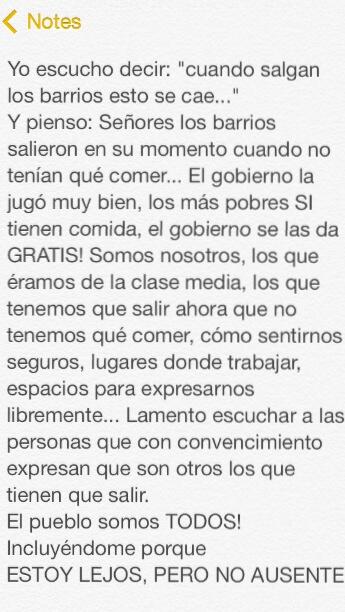 Notes
Yo escucho decir: "cuando salgan
los barrios esto se cae..."
Y pienso: Señores los barrios
salieron en su momento cuando no
tenían qué comer... El gobierno la
jugó muy bien, los más pobres SI
tienen comida, el gobierno se las da
GRATIS! Somos nosotros, los que
éramos de la clase media, los que
tenemos que salir ahora que no
tenemos qué comer, cómo sentirnos
seguros, lugares donde trabajar,
espacios para expresarnos
libremente... Lamento escuchar a las
personas que con convencimiento
expresan que son otros los que
tienen que salir.
El pueblo somos TODOS!
Incluyéndome porque
ESTOY LEJOS, PERO NO AUSENTE